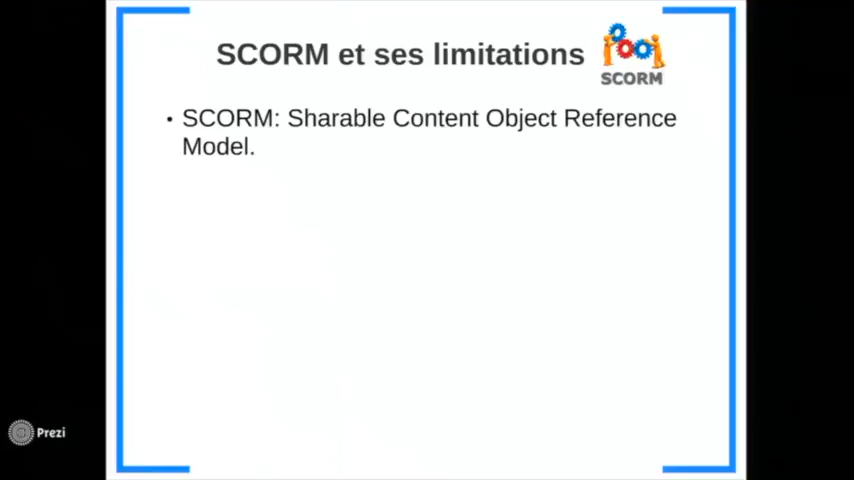 SCORM et ses limitations
SCORM
• SCORM: Sharable Content Object Reference
Model.
Prezi